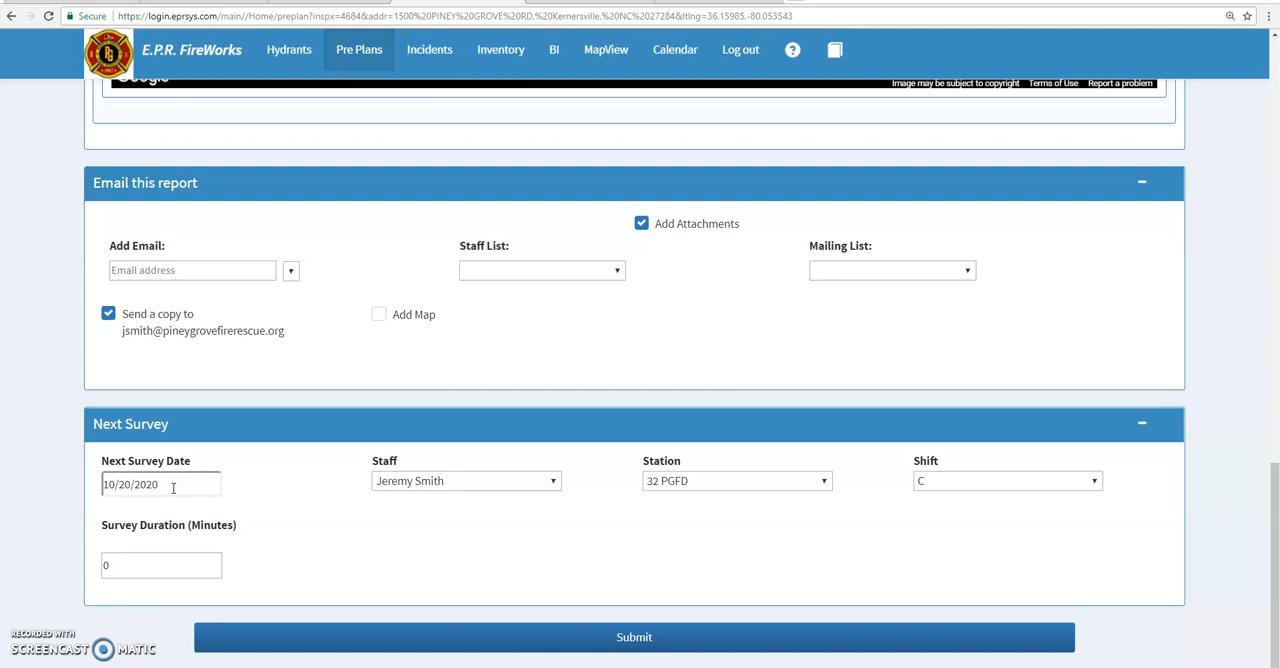 Secure https://login.eprsys.com/main//Home/preplan?inspx=4684&addr=1500%20PINEY%20GROVE%20RD,%20Kernersville,%20NC%2027284&ltlng=36.15985,-80.053543
E.P.R. FireWorks Hydrants Pre Plans Incidents Inventory BI MapView Calendar Log out ?
Google Image may be subject to copyright Terms of Use Report a problem
Email this report
Add Attachments
Add Email: Staff List: Mailing List:
Email address
Send a copy to Add Map
jsmith@pineygrovefirerescue.org
Next Survey
Next Survey Date Staff Station Shift
10/20/2020 Jeremy Smith 32 PGFD C
Survey Duration (Minutes)
0
Submit
RECORDED WITH
SCREENCAST MATIC